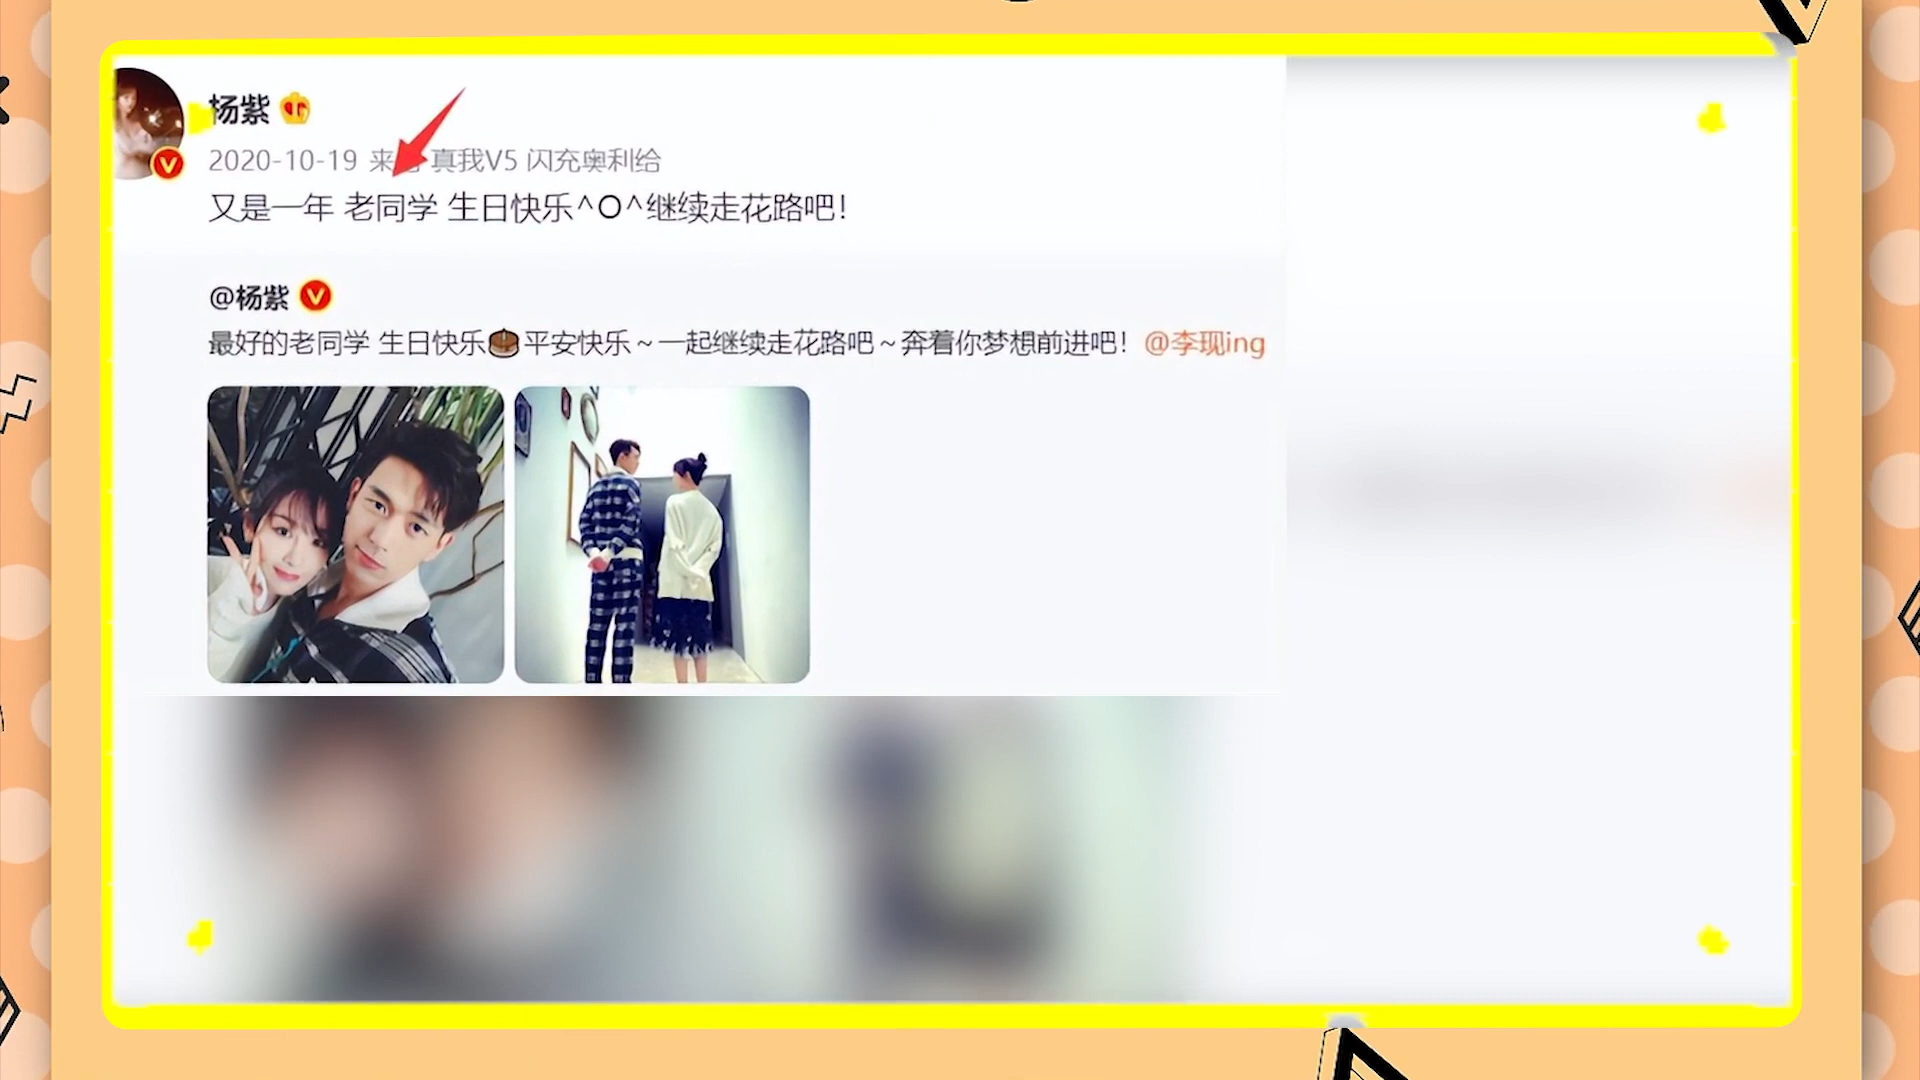 杨紫
2020-10-19 来 真我V5 闪充奥利给
又是一年 老同学 生日快乐^O^继续走花路吧!
@杨紫
最好的老同学 生日快乐🎂平安快乐~一起继续走花路吧~奔着你梦想前进吧! @李现ing